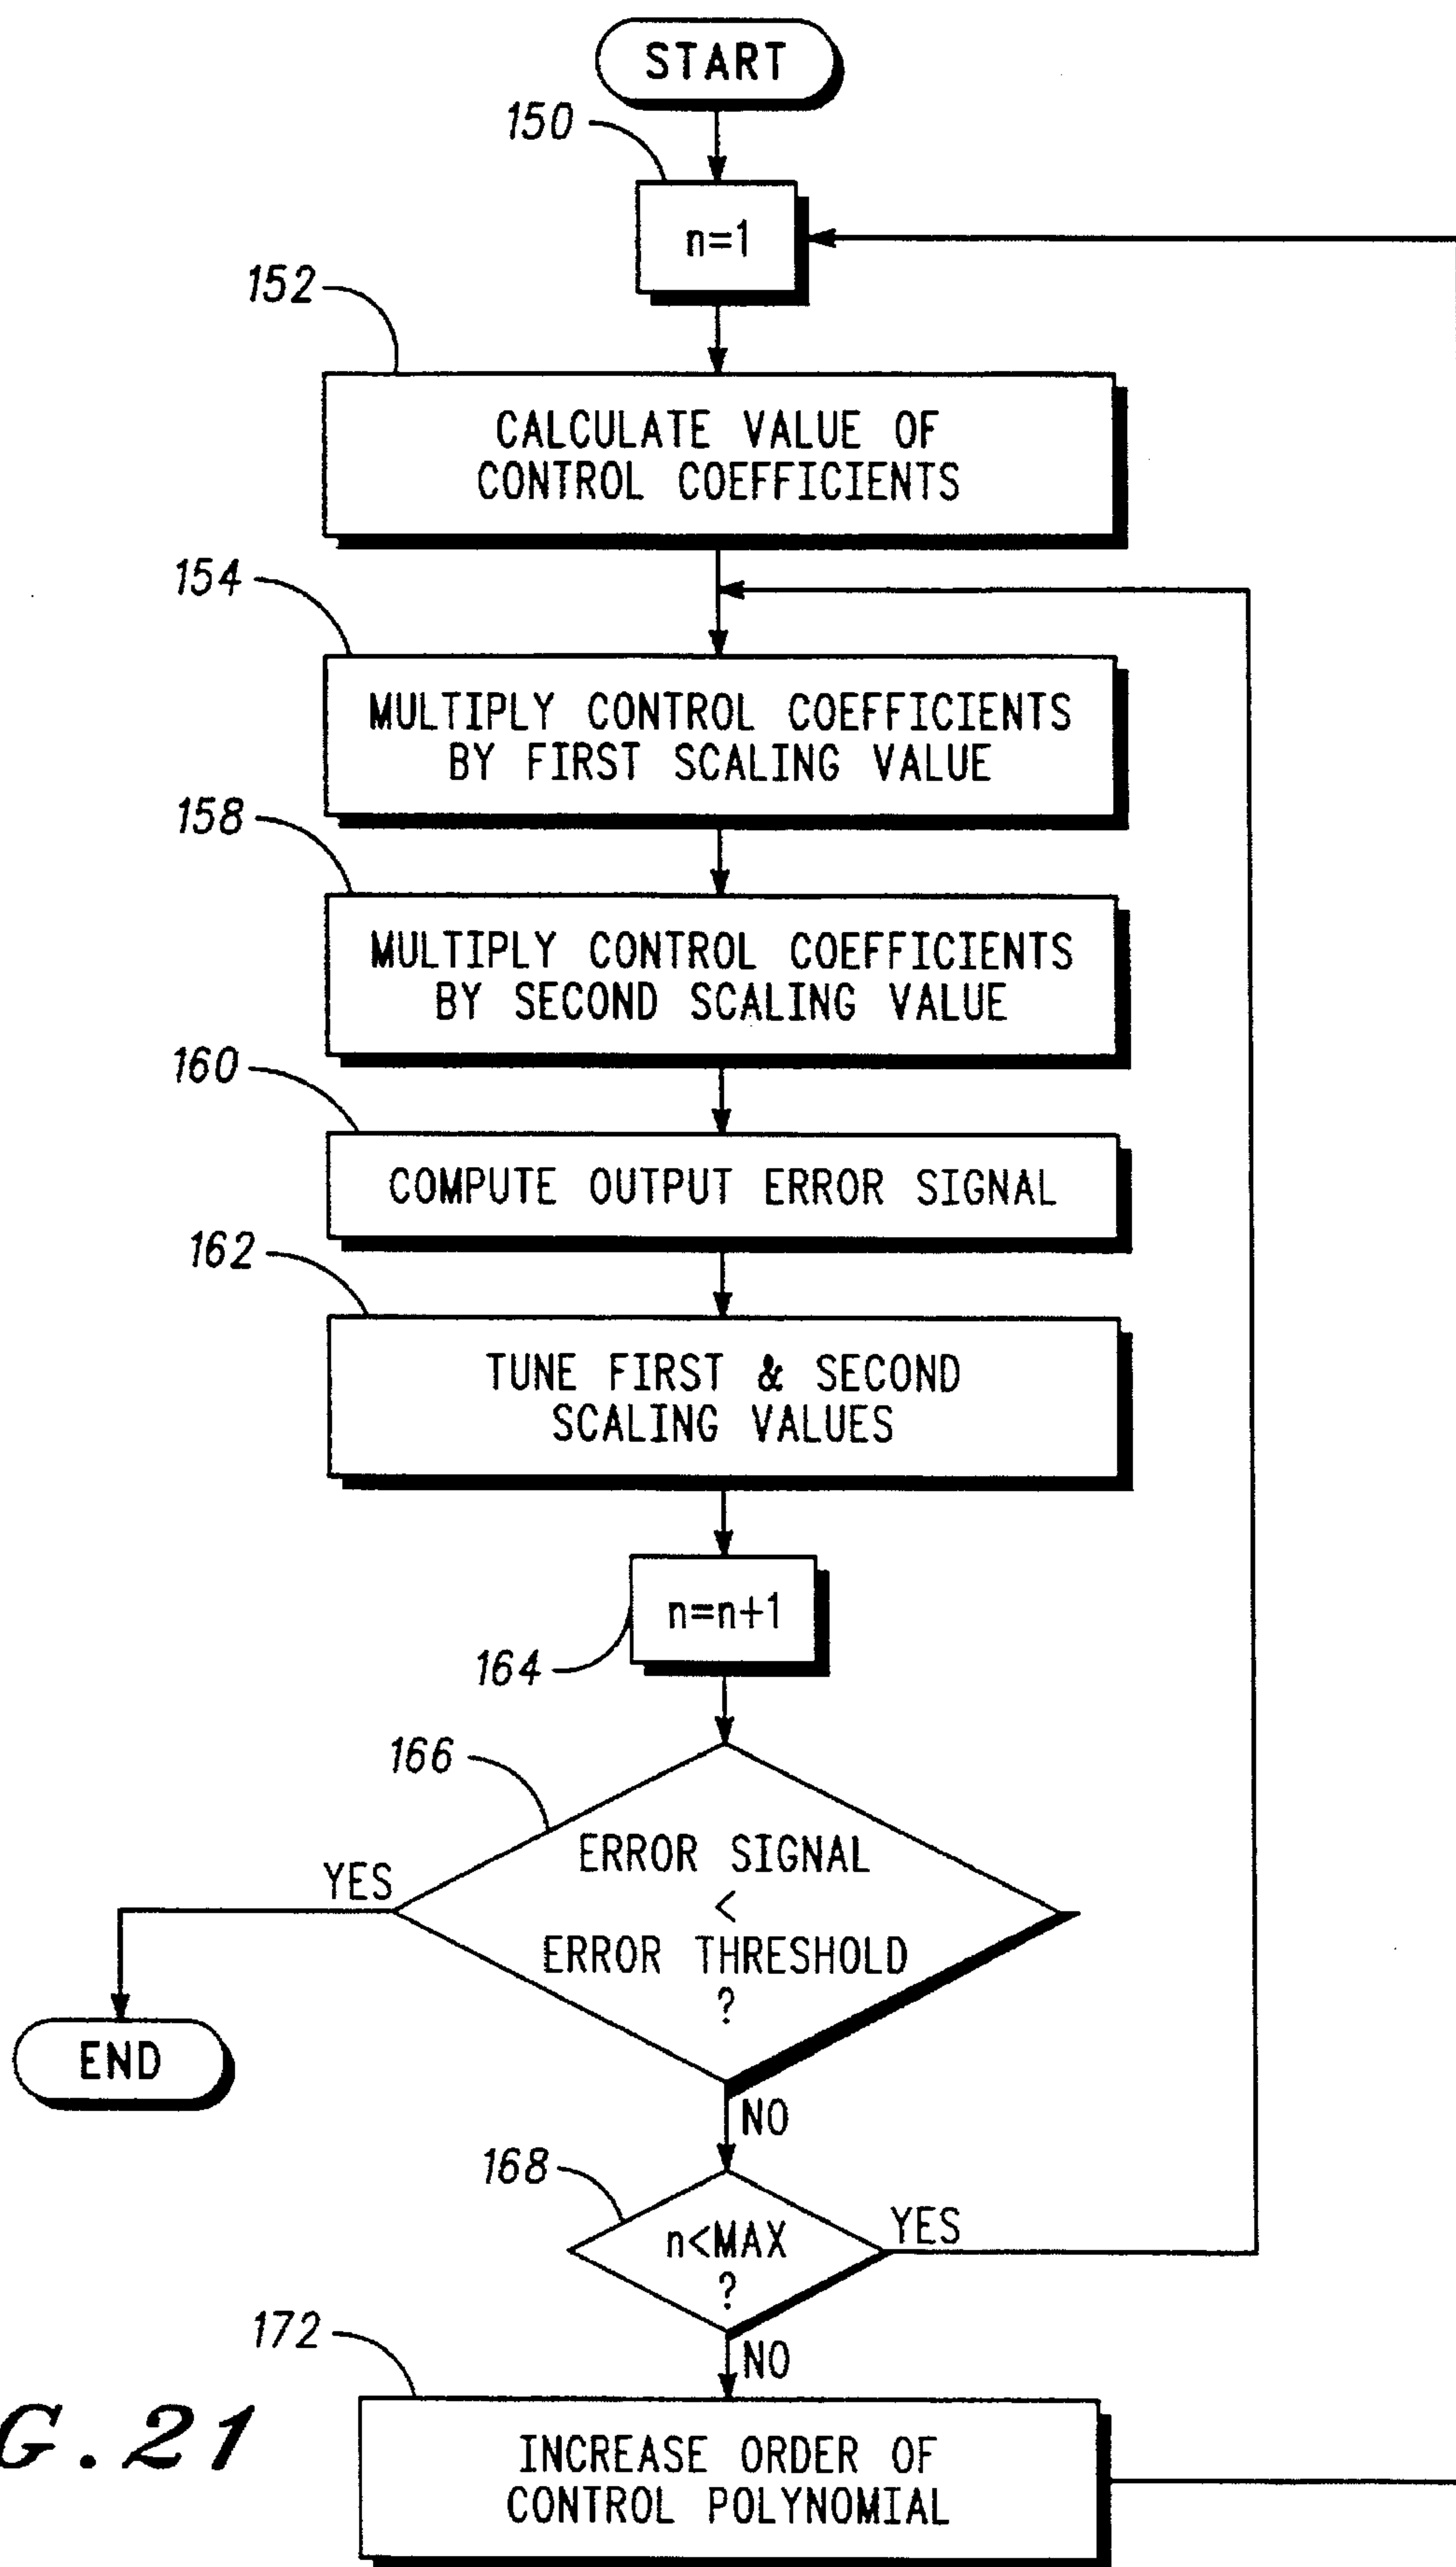 START
150
n=1
152
CALCULATE VALUE OF
CONTROL COEFFICIENTS
154
MULTIPLY CONTROL COEFFICIENTS
BY FIRST SCALING VALUE
158
MULTIPLY CONTROL COEFFICIENTS
BY SECOND SCALING VALUE
160
COMPUTE OUTPUT ERROR SIGNAL
162
TUNE FIRST & SECOND
SCALING VALUES
n=n+1
164
166
ERROR SIGNAL
<
ERROR THRESHOLD
?
YES
END
NO
168
n<MAX
?
YES
NO
172
INCREASE ORDER OF
CONTROL POLYNOMIAL
G.21